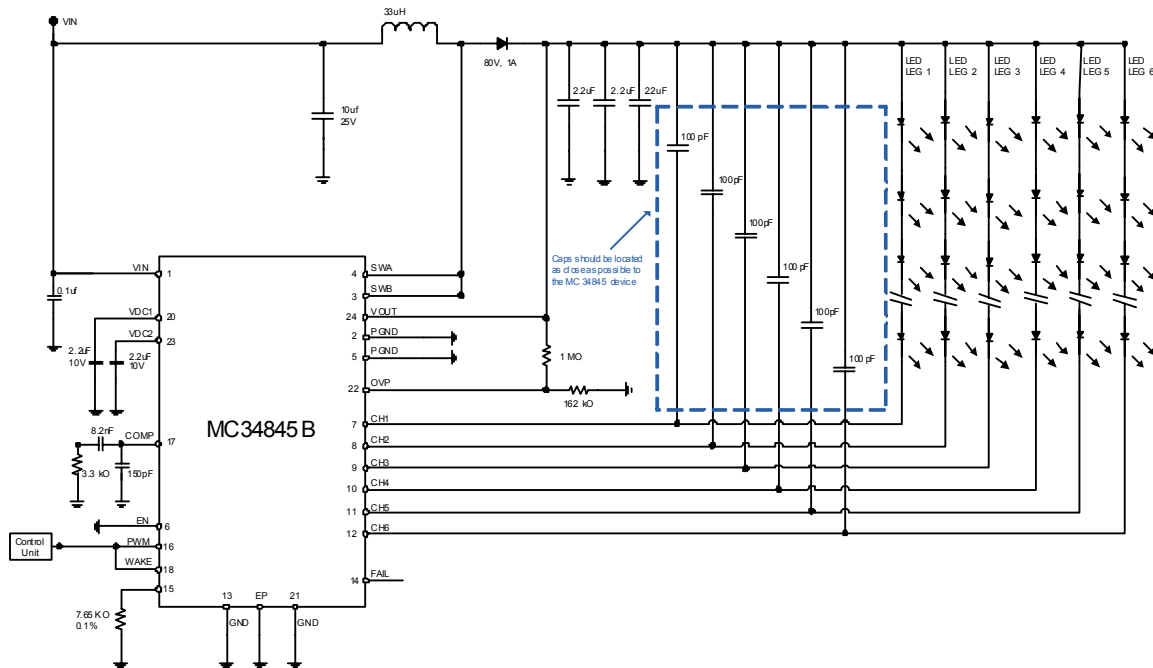 VIN
33uH
80V, 1A
10uf
25V
2.2uF
2.2uF
22uF
LED
LEG 1
LED
LEG 2
LED
LEG 3
LED
LEG 4
LED
LEG 5
LED
LEG 6
100 pF
100pF
100pF
100pF
100pF
100pF
Caps should be located
as close as possible to
the MC 34845 device
0.1uf
VIN
1
VDC1
20
VDC2
23
2.2uF
10V
2.2uF
10V
8.2nF
COMP
17
3.3 kO
150pF
EN
6
Control
Unit
PWM
16
WAKE
18
15
7.65 KO
0.1%
MC34845B
4
SWA
3
SWB
24
VOUT
2
PGND
5
PGND
22
OVP
1 MO
162 kO
7
CH1
8
CH2
9
CH3
10
CH4
11
CH5
12
CH6
14
FAIL
13
EP
21
GND
GND